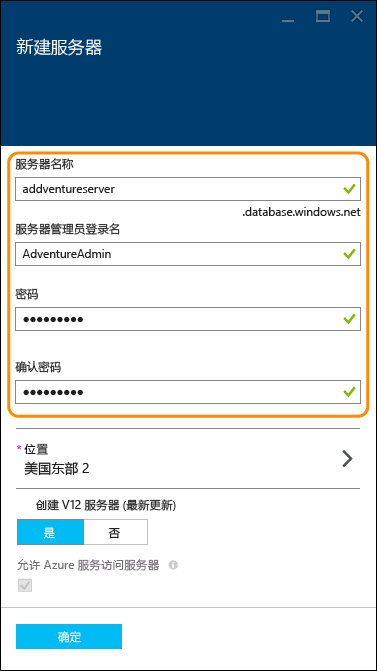 新建服务器
服务器名称
addventureserver
.database.windows.net
服务器管理员登录名
AdventureAdmin
密码
●●●●●●●●●
确认密码
●●●●●●●●●
* 位置
美国东部 2
创建 V12 服务器 (最新更新)
是 否
允许 Azure 服务访问服务器
确定